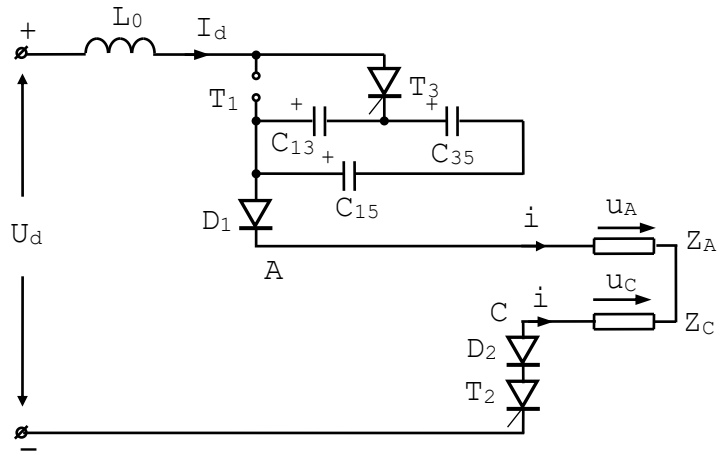 L0
+
Id
T1
T3
+
+
C13
C35
+
C15
D1
Ud
i
uA
ZA
A
uC
C
i
ZC
D2
T2
–